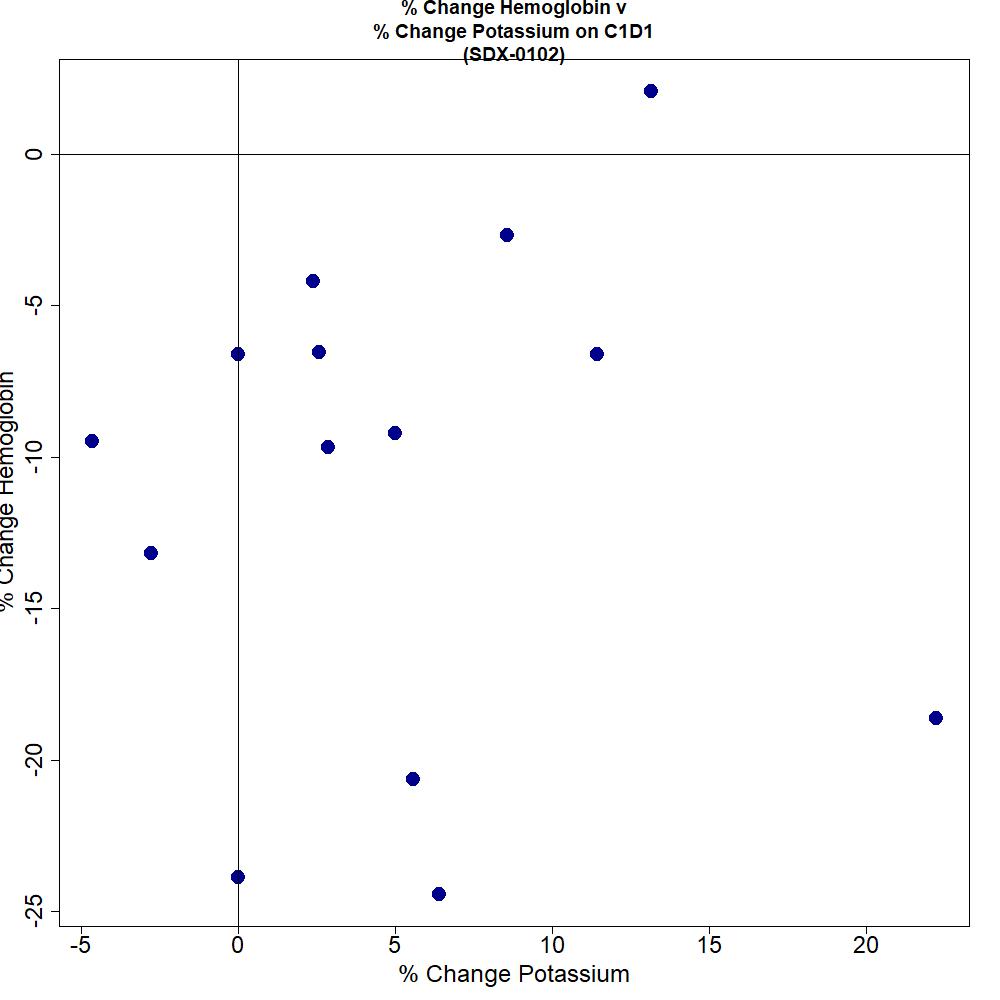 % Change Hemoglobin v
% Change Potassium on C1D1
(SDX-0102)
0
-5
-10
-15
-20
-25
% Change Hemoglobin
-5 0 5 10 15 20
% Change Potassium